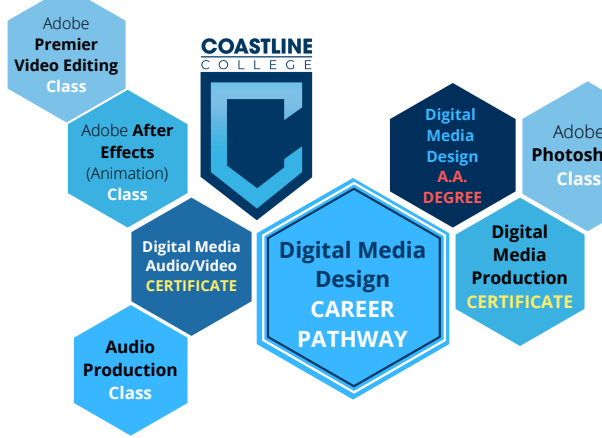 Adobe
Premier
Video Editing
Class
Adobe After
Effects
(Animation)
Class
COASTLINE
COLLEGE
Digital Media
Audio/Video
CERTIFICATE
Audio
Production
Class
Digital Media
Design
CAREER
PATHWAY
Digital
Media
Design
A.A.
DEGREE
Adobe
Class
Digital
Media
Production
CERTIFICATE